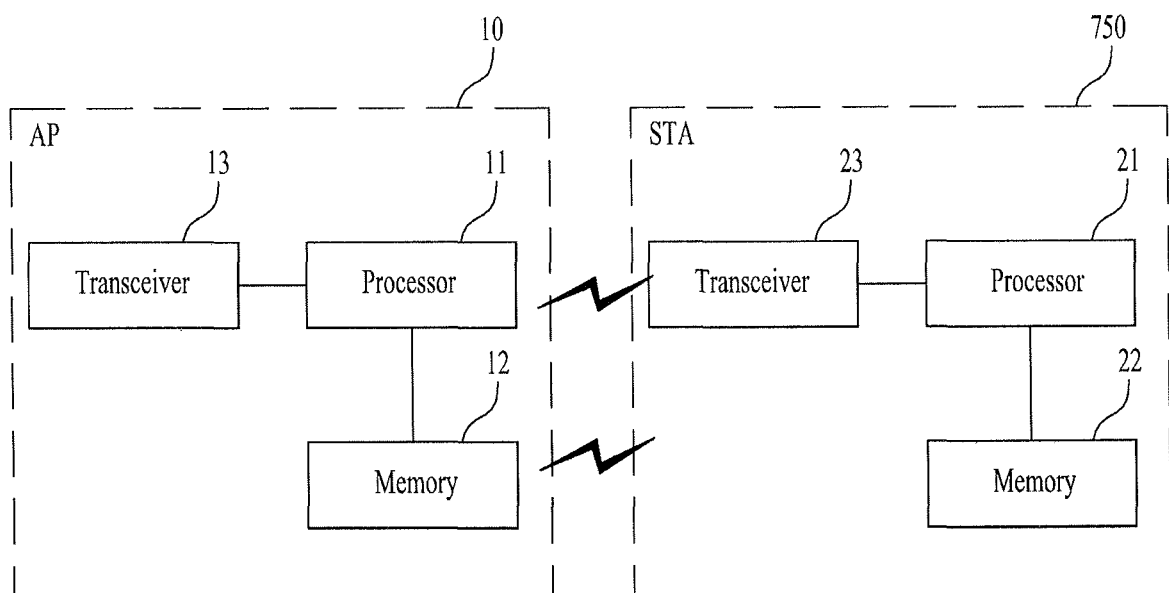 10
750
AP
STA
13
11
23
21
Transceiver
Processor
Transceiver
Processor
12
22
Memory
Memory